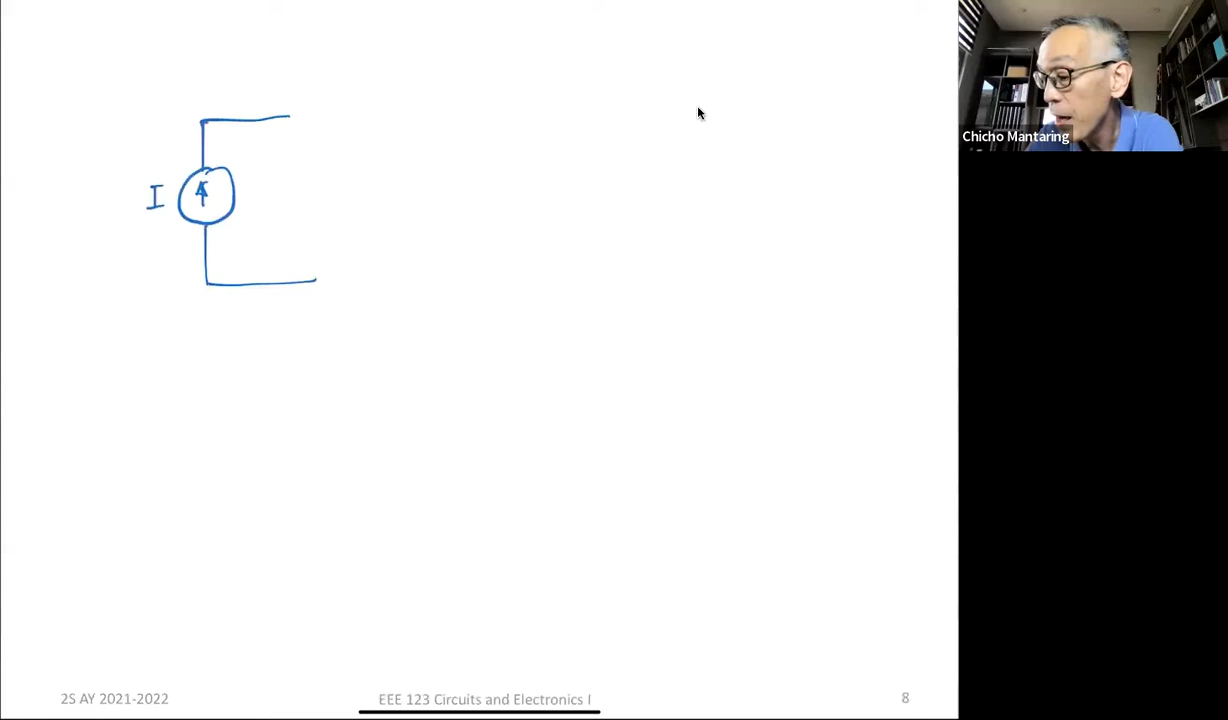 I
Chicho Mantaring
2S AY 2021-2022
EEE 123 Circuits and Electronics I
8